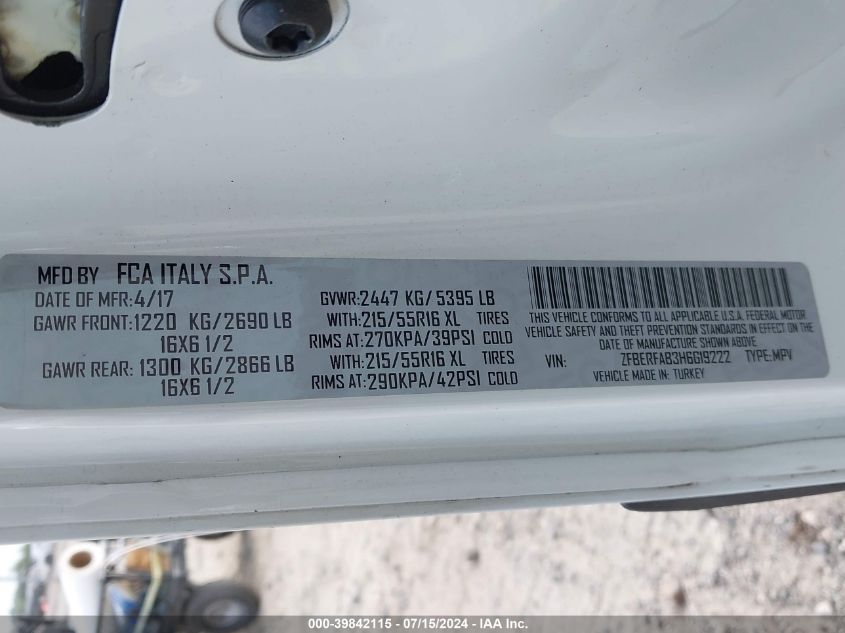 MFD BY FCA ITALY S.P.A.
DATE OF MFR:4/17
GAWR FRONT:1220 KG/2690 LB
16X6 1/2
GAWR REAR:1300 KG/2866 LB
16X6 1/2
GVWR:2447 KG/5395 LB
WITH:215/55R16 XL TIRES
RIMS AT:270KPA/39PSI COLD
WITH:215/55R16 XL TIRES
RIMS AT:290KPA/42PSI COLD
THIS VEHICLE CONFORMS TO ALL APPLICABLE U.S.A. FEDERAL MOTOR
VEHICLE SAFETY AND THEFT PREVENTION STANDARDS IN EFFECT ON THE
DATE OF MANUFACTURE SHOWN ABOVE.
VIN: ZFBERFAB3H6G19222 TYPE:MPV
VEHICLE MADE IN: TURKEY
000-39842115 - 07/15/2024 - IAA Inc.